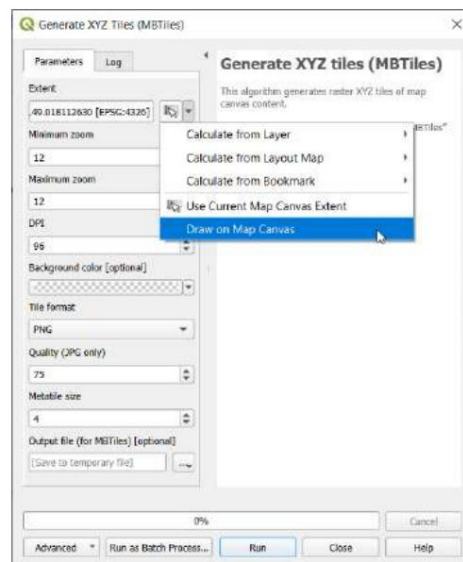 Generate XYZ Tiles (MBTiles)
Parameters
Log
Extent
,49.018112630 [EPSG:4326]
Minimum zoom
12
Maximum zoom
12
DPI
96
Background color [optional]
Tile format
PNG
Quality (JPG only)
75
Metatile size
4
Output file (for MBTiles) [optional]
[Save to temporary file]
...
Generate XYZ tiles (MBTiles)
This algorithm generates raster XYZ tiles of map
canvas content.
MBTiles"
Calculate from Layer
Calculate from Layout Map
Calculate from Bookmark
Use Current Map Canvas Extent
Draw on Map Canvas
0%
Cancel
Advanced
Run as Batch Process...
Run
Close
Help